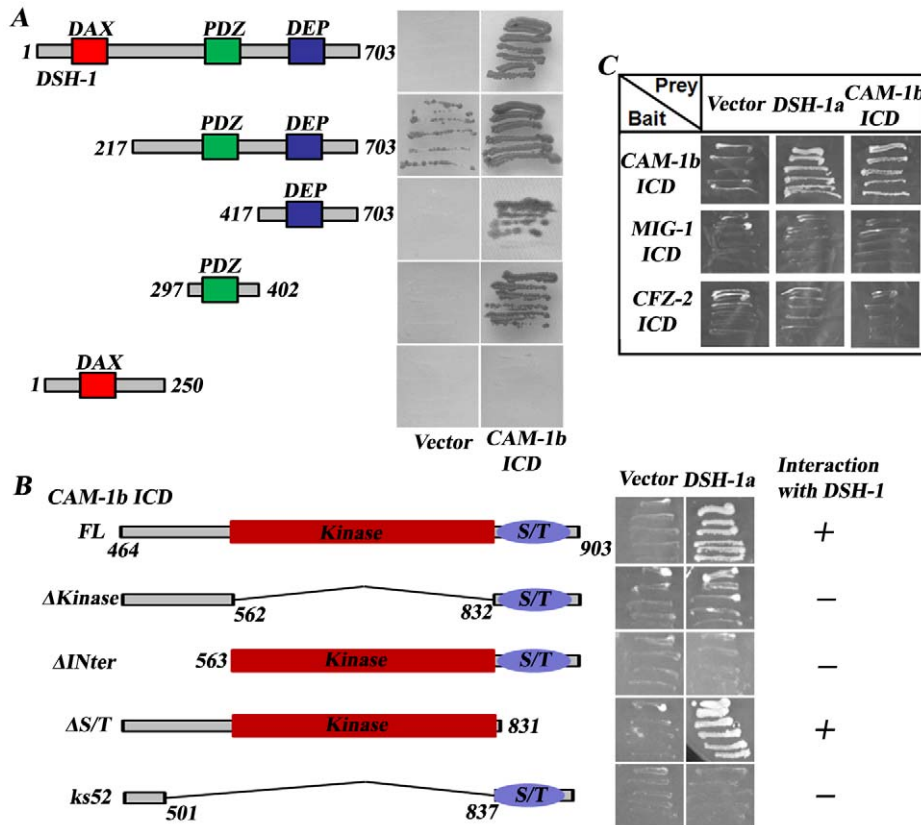 A
DAX PDZ DEP
1 703
DSH-1
PDZ DEP
217 703
DEP
417 703
PDZ
297 402
DAX
1 250
Vector CAM-1b
ICD
C
Prey
Bait
Vector DSH-1a CAM-1b
ICD
CAM-1b
ICD
MIG-1
ICD
CFZ-2
ICD
B
CAM-1b ICD
Vector DSH-1a
Interaction
with DSH-1
FL Kinase S/T +
464 903
ΔKinase S/T −
562 832
ΔINter 563 Kinase S/T −
ΔS/T Kinase 831 +
ks52 S/T −
501 837